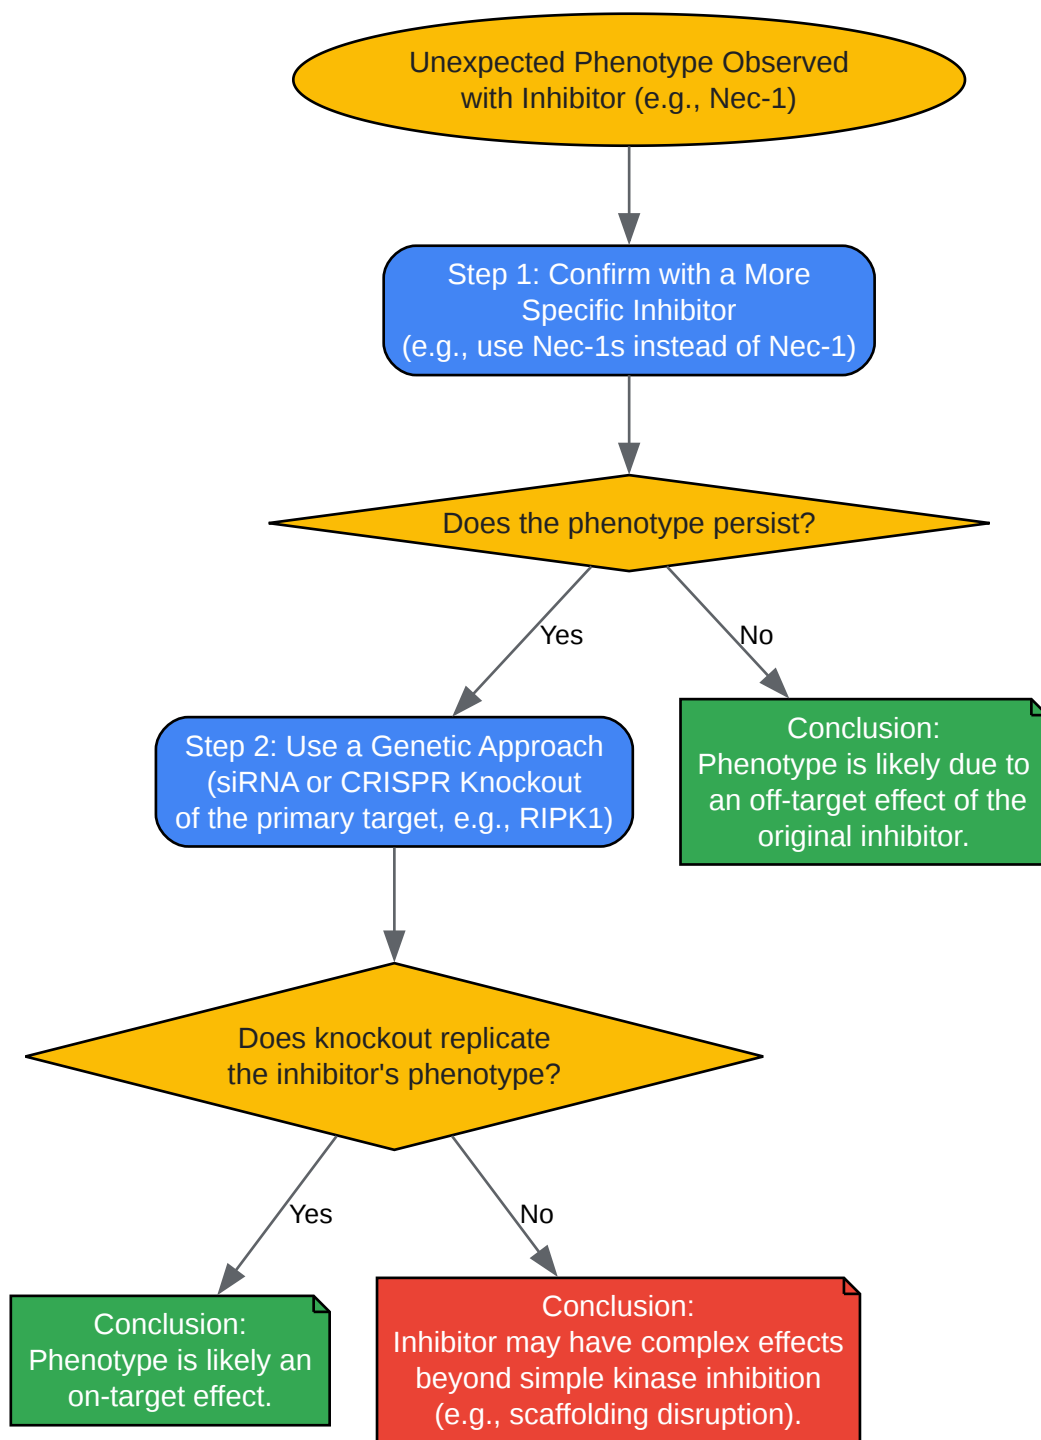 Unexpected Phenotype Observed
with Inhibitor (e.g., Nec-1)
Step 1: Confirm with a More
Specific Inhibitor
(e.g., use Nec-1s instead of Nec-1)
Does the phenotype persist?
Yes
No
Conclusion:
Phenotype is likely due to
an off-target effect of the
original inhibitor.
Step 2: Use a Genetic Approach
(siRNA or CRISPR Knockout
of the primary target, e.g., RIPK1)
Does knockout replicate
the inhibitor's phenotype?
Yes
No
Conclusion:
Phenotype is likely an
on-target effect.
Conclusion:
Inhibitor may have complex effects
beyond simple kinase inhibition
(e.g., scaffolding disruption).